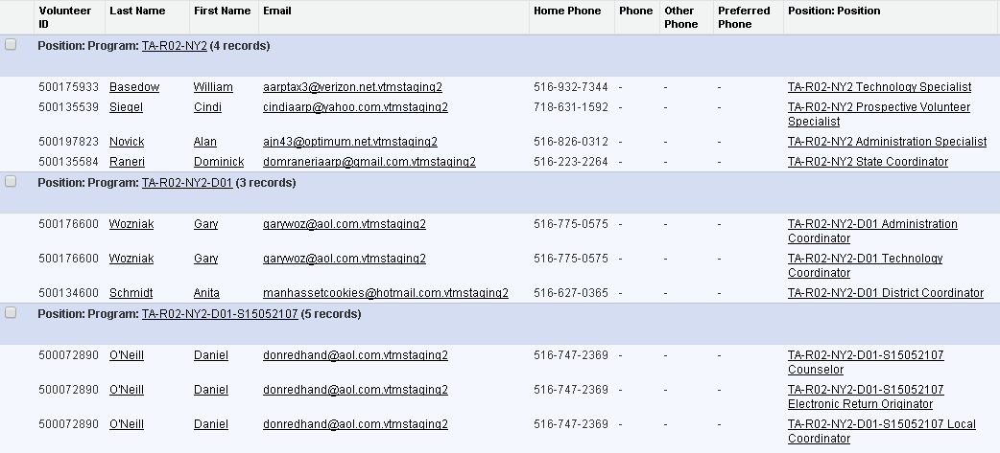 Volunteer ID Last Name First Name Email Home Phone Phone Other Phone Preferred Phone Position: Position
Position: Program: TA-R02-NY2 (4 records)
500175933 Basedow William aarptax3@verizon.net.vtmstaging2 516-932-7344 - - - TA-R02-NY2 Technology Specialist
500135539 Siegel Cindi cindiaarp@yahoo.com.vtmstaging2 718-631-1592 - - - TA-R02-NY2 Prospective Volunteer
Specialist
500197823 Novick Alan ajn43@optimum.net.vtmstaging2 516-826-0312 - - - TA-R02-NY2 Administration Specialist
500135584 Raneri Dominick domraneriaarp@gmail.com.vtmstaging2 516-223-2264 - - - TA-R02-NY2 State Coordinator
Position: Program: TA-R02-NY2-D01 (3 records)
500176600 Wozniak Gary garywoz@aol.com.vtmstaging2 516-775-0575 - - - TA-R02-NY2-D01 Administration
Coordinator
500176600 Wozniak Gary garywoz@aol.com.vtmstaging2 516-775-0575 - - - TA-R02-NY2-D01 Technology
Coordinator
500134600 Schmidt Anita manhassetcookies@hotmail.com.vtmstaging2 516-627-0365 - - - TA-R02-NY2-D01 District Coordinator
Position: Program: TA-R02-NY2-D01-S15052107 (5 records)
500072890 O'Neill Daniel donredhand@aol.com.vtmstaging2 516-747-2369 - - - TA-R02-NY2-D01-S15052107
Counselor
500072890 O'Neill Daniel donredhand@aol.com.vtmstaging2 516-747-2369 - - - TA-R02-NY2-D01-S15052107
Electronic Return Originator
500072890 O'Neill Daniel donredhand@aol.com.vtmstaging2 516-747-2369 - - - TA-R02-NY2-D01-S15052107 Local
Coordinator